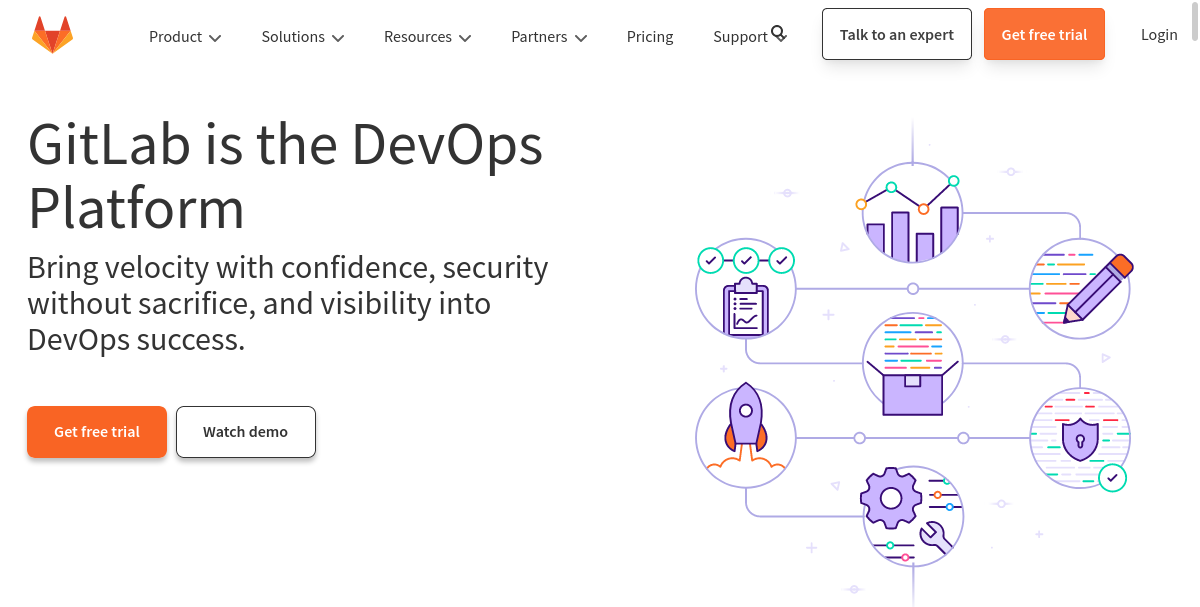 Product
Solutions
Resources
Partners
Pricing
Support
Talk to an expert
Get free trial
Login
GitLab is the DevOps
Platform
Bring velocity with confidence, security
without sacrifice, and visibility into
DevOps success.
Get free trial
Watch demo